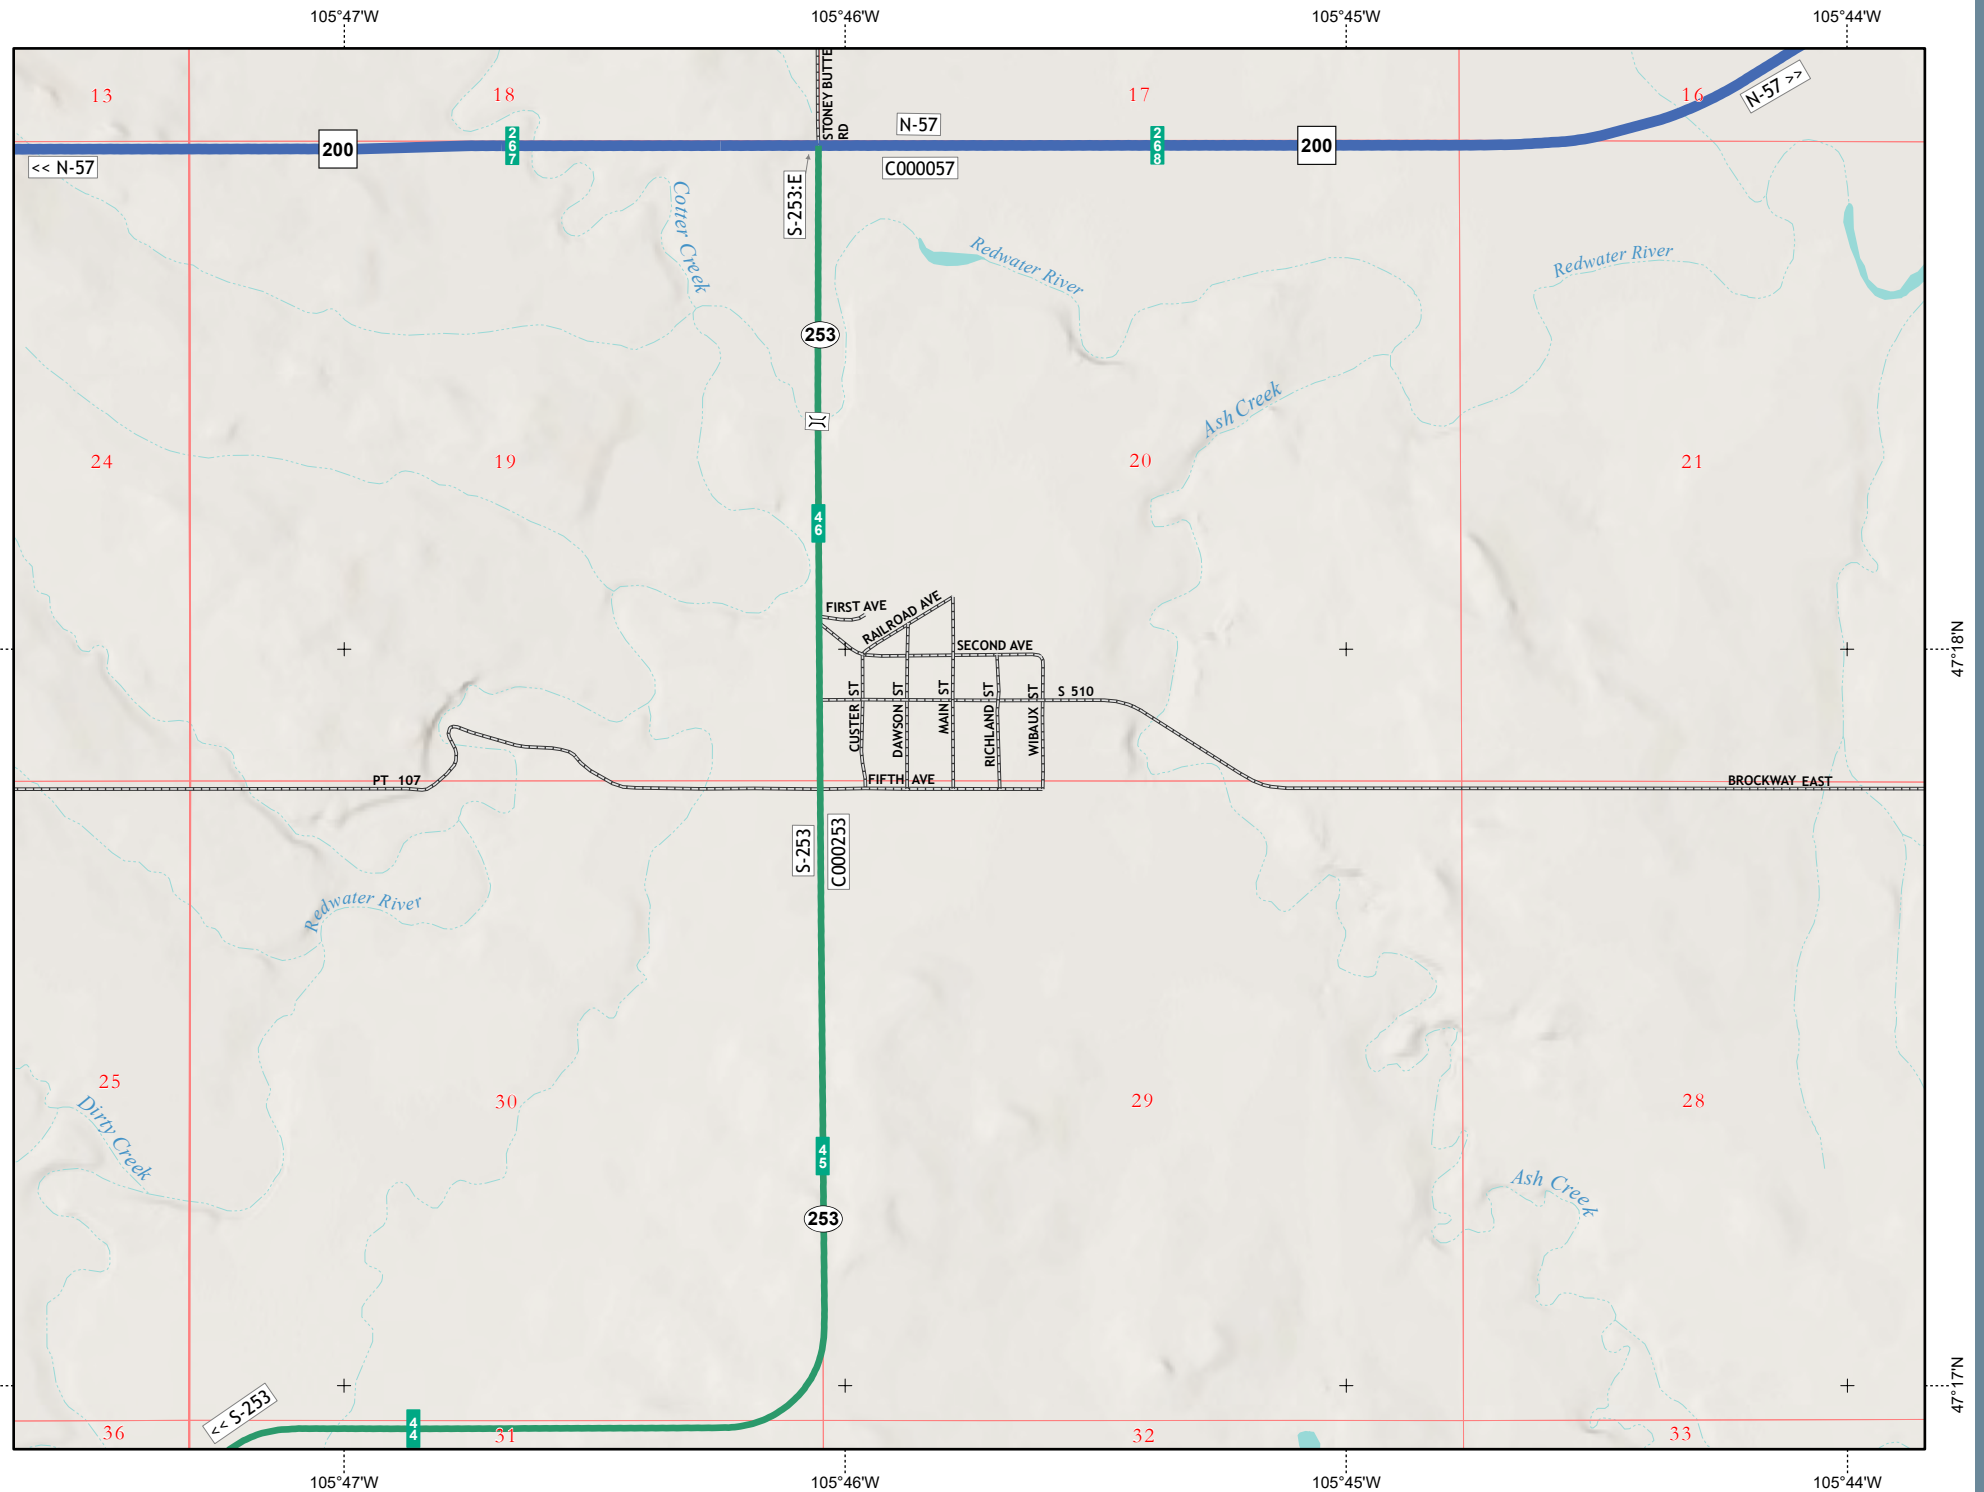 105°47'W
105°46'W
105°45'W
105°44'W
13
18
17
16
STONEY BUTTE
RD
N-57 >>
N-57
200
267
268
200
<< N-57
C000057
S-253:E
Cotter Creek
Redwater River
Redwater River
253
Ash Creek
24
19
20
21
46
FIRST AVE
RAILROAD AVE
SECOND AVE
47°18'N
CUSTER ST
DAWSON ST
MAIN ST
RICHLAND ST
WIBAUX ST
S 510
PT 107
FIFTH AVE
BROCKWAY EAST
S-253
C000253
Redwater River
25
30
29
28
Dirty Creek
45
Ash Creek
253
47°17'N
<< S-253
44
36
31
32
33
105°47'W
105°46'W
105°45'W
105°44'W